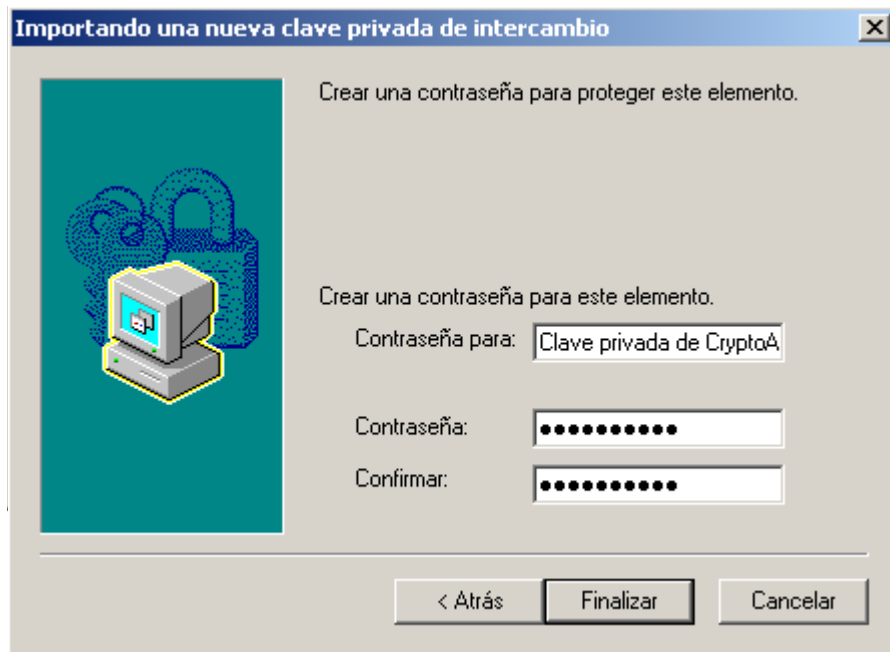 Importando una nueva clave privada de intercambio
Crear una contraseña para proteger este elemento.
Crear una contraseña para este elemento.
Contraseña para: Clave privada de CryptoA
Contraseña: ●●●●●●●●●●
Confirmar: ●●●●●●●●●●
< Atrás Finalizar Cancelar